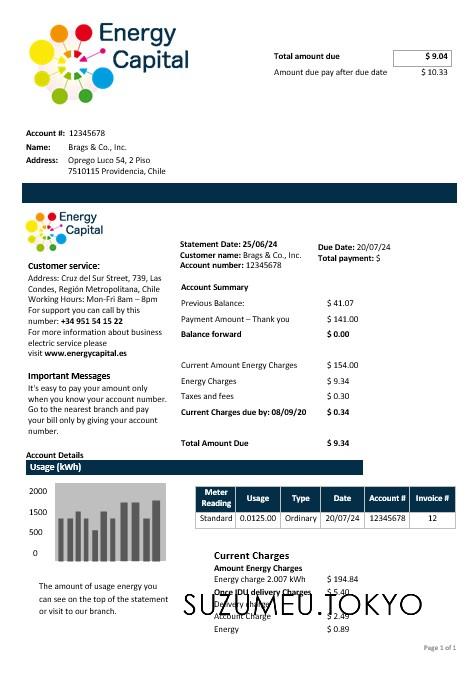 Energy
Capital
Total amount due $ 9.04
Amount due pay after due date $ 10.33
Account #: 12345678
Name: Brags & Co., Inc.
Address: Oprego Luco 54, 2 Piso
7510115 Providencia, Chile
Energy
Capital
Customer service:
Address: Cruz del Sur Street, 739, Las
Condes, Región Metropolitana, Chile
Working Hours: Mon-Fri 8am – 8pm
For support you can call by this
number: +34 951 54 15 22
For more information about business
electric service please
visit www.energycapital.es
Important Messages
It's easy to pay your amount only
when you know your account number.
Go to the nearest branch and pay
your bill only by giving your account
number.
Statement Date: 25/06/24
Customer name: Brags & Co., Inc.
Account number: 12345678
Due Date: 20/07/24
Total payment: $
Account Summary
Previous Balance: $ 41.07
Payment Amount – Thank you $ 141.00
Balance forward $ 0.00
Current Amount Energy Charges $ 154.00
Energy Charges $ 9.34
Taxes and fees $ 0.30
Current Charges due by: 08/09/20 $ 0.34
Total Amount Due $ 9.34
Account Details
Usage (kWh)
2000
1500
500
0
The amount of usage energy you
can see on the top of the statement
or visit to our branch.
Meter Reading Usage Type Date Account # Invoice #
Standard 0.0125.00 Ordinary 20/07/24 12345678 12
Current Charges
Amount Energy Charges
Energy charge 2.007 kWh $ 194.84
Once IDU delivery Charges $ 5.40
Delivery charge
SUZUMEU.TOKYO
Account Charge $ 2.49
Energy $ 0.89
Page 1 of 1